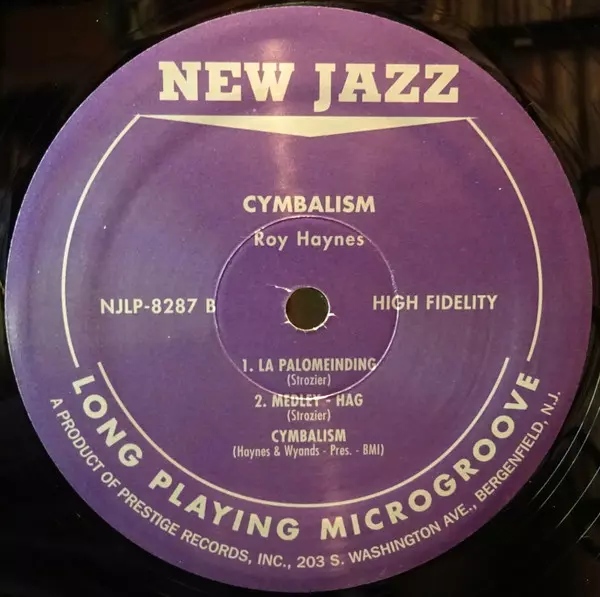 NEW JAZZ
CYMBALISM
Roy Haynes
NJLP-8287 B
HIGH FIDELITY
1. LA PALOMEINDING
(Strozier)
2. MEDLEY - HAG
(Strozier)
CYMBALISM
(Haynes & Wyands - Pres. - BMI)
LONG PLAYING MICROGROOVE
A PRODUCT OF PRESTIGE RECORDS, INC., 203 S. WASHINGTON AVE., BERGENFIELD, N.J.